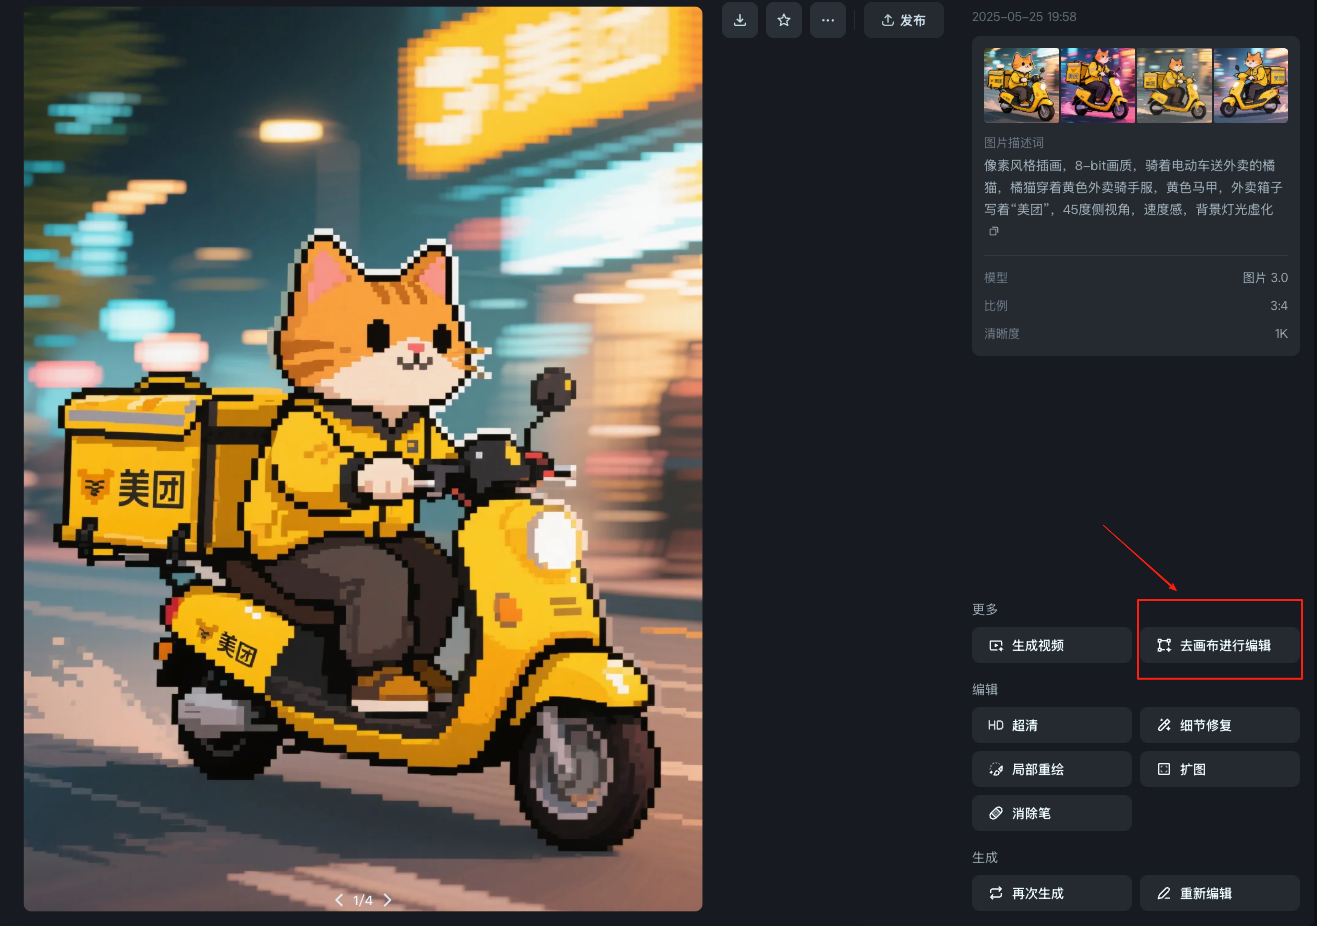 发布
2025-05-25 19:58
图片描述词
像素风格插画，8-bit画质，骑着电动车送外卖的橘
猫，橘猫穿着黄色外卖骑手服，黄色马甲，外卖箱子
写着“美团”，45度侧视角，速度感，背景灯光虚化
模型 图片 3.0
比例 3:4
清晰度 1K
美团
美团
1/4
更多
生成视频 去画布进行编辑
编辑
HD 超清 细节修复
局部重绘 扩图
消除笔
生成
再次生成 重新编辑